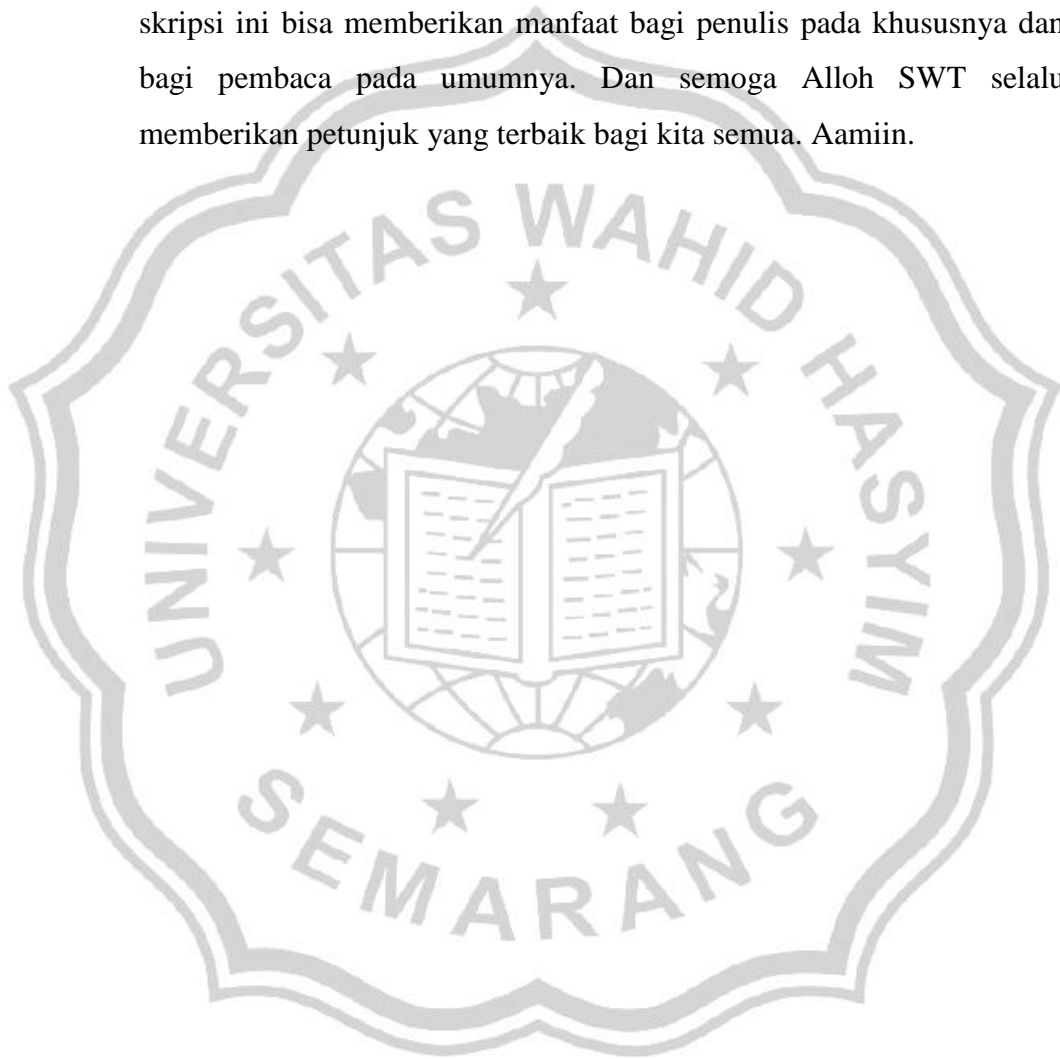 skripsi ini bisa memberikan manfaat bagi penulis pada khususnya dan
bagi pembaca pada umumnya. Dan semoga Alloh SWT selalu
memberikan petunjuk yang terbaik bagi kita semua. Aamiin.
UNIVERSITAS WAHID HASYIM
SEMARANG